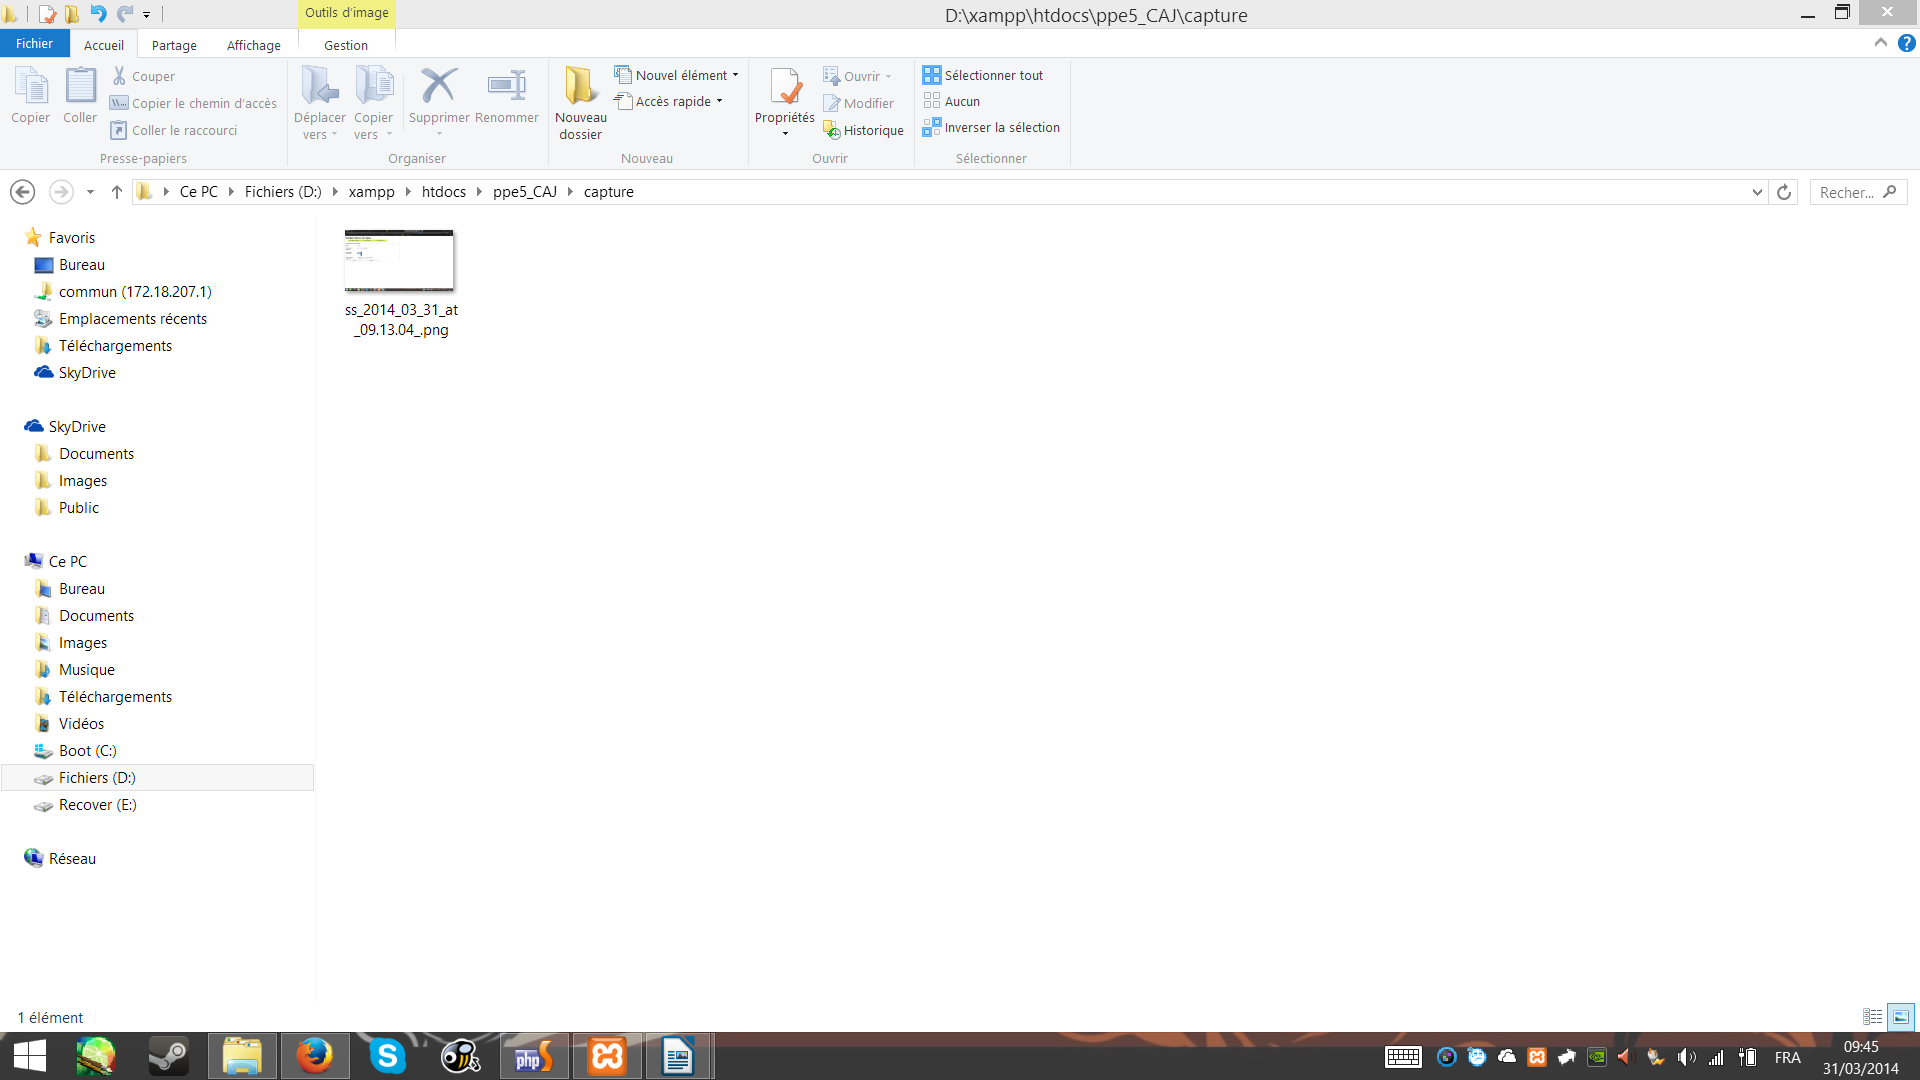 Outils d'image
D:\xampp\htdocs\ppe5_CAJ\capture
Fichier
Accueil
Partage
Affichage
Gestion
Copier
Coller
Couper
Copier le chemin d'accès
Coller le raccourci
Presse-papiers
Déplacer vers
Copier vers
Supprimer
Renommer
Organiser
Nouveau dossier
Nouvel élément
Accès rapide
Nouveau
Propriétés
Ouvrir
Modifier
Historique
Ouvrir
Sélectionner tout
Aucun
Inverser la sélection
Sélectionner
Ce PC
Fichiers (D:)
xampp
htdocs
ppe5_CAJ
capture
Recher...
Favoris
Bureau
commun (172.18.207.1)
Emplacements récents
Téléchargements
SkyDrive
SkyDrive
Documents
Images
Public
Ce PC
Bureau
Documents
Images
Musique
Téléchargements
Vidéos
Boot (C:)
Fichiers (D:)
Recover (E:)
Réseau
ss_2014_03_31_at
_09.13.04_.png
1 élément
php
FRA
09:45
31/03/2014